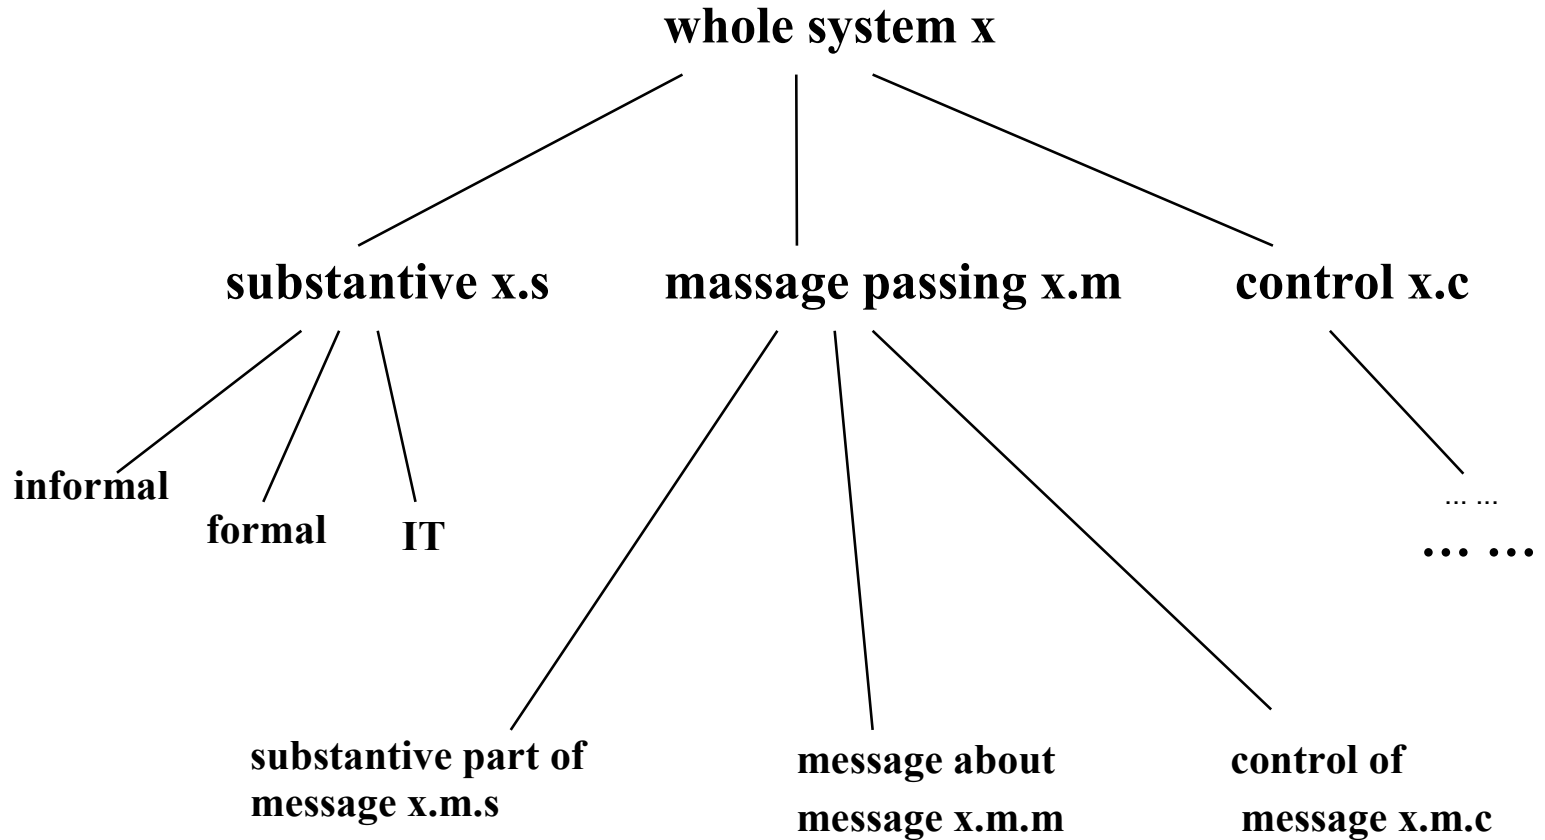 whole system x
substantive x.s
massage passing x.m
control x.c
informal
formal
IT
... ...
... ...
substantive part of
message x.m.s
message about
message x.m.m
control of
message x.m.c